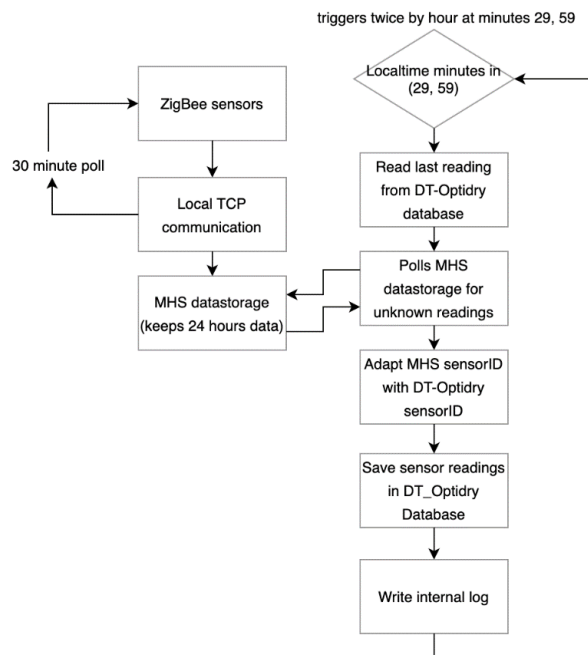 triggers twice by hour at minutes 29, 59
Localtime minutes in
(29, 59)
ZigBee sensors
30 minute poll
Local TCP
communication
MHS datastorage
(keeps 24 hours data)
Read last reading
from DT-Optidry
database
Polls MHS
datastorage for
unknown readings
Adapt MHS sensorID
with DT-Optidry
sensorID
Save sensor readings
in DT_Optidry
Database
Write internal log